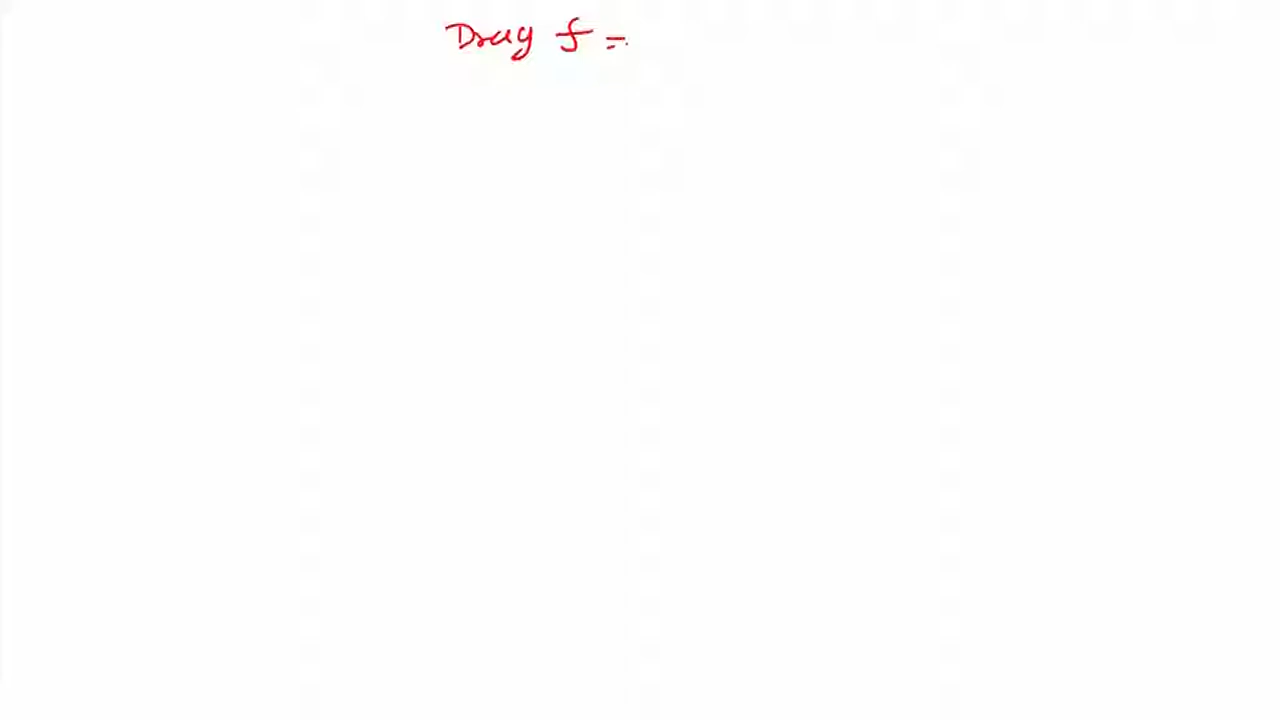 Drag f =